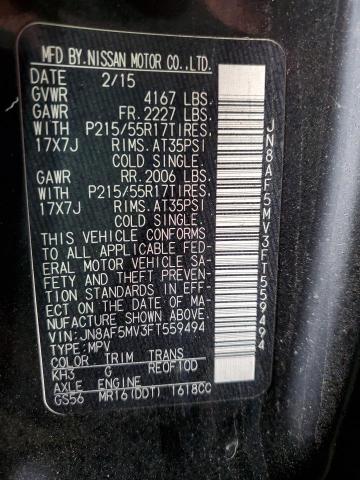 MFD.BY.NISSAN MOTOR CO.,LTD.
DATE 2/15
GVWR 4167 LBS.
GAWR FR. 2227 LBS.
WITH P215/55R17TIRES,
17X7J RIMS.AT35PSI
COLD SINGLE.
GAWR RR. 2006 LBS.
WITH P215/55R17TIRES,
17X7J RIMS.AT35PSI
COLD SINGLE.
THIS VEHICLE CONFORMS
TO ALL APPLICABLE FED-
ERAL MOTOR VEHICLE SA-
FETY AND THEFT PREVENTION
STANDARDS IN EFFECT
ON THE DATE OF MA-
NUFACTURE SHOWN ABOVE.
VIN:JN8AF5MV3FT559494
TYPE:MPV
COLOR TRIM TRANS
KH3 G RE0F10D
AXLE ENGINE
GS56 MR16(DDT) 1618CC
JN8AF5MV3FT559494